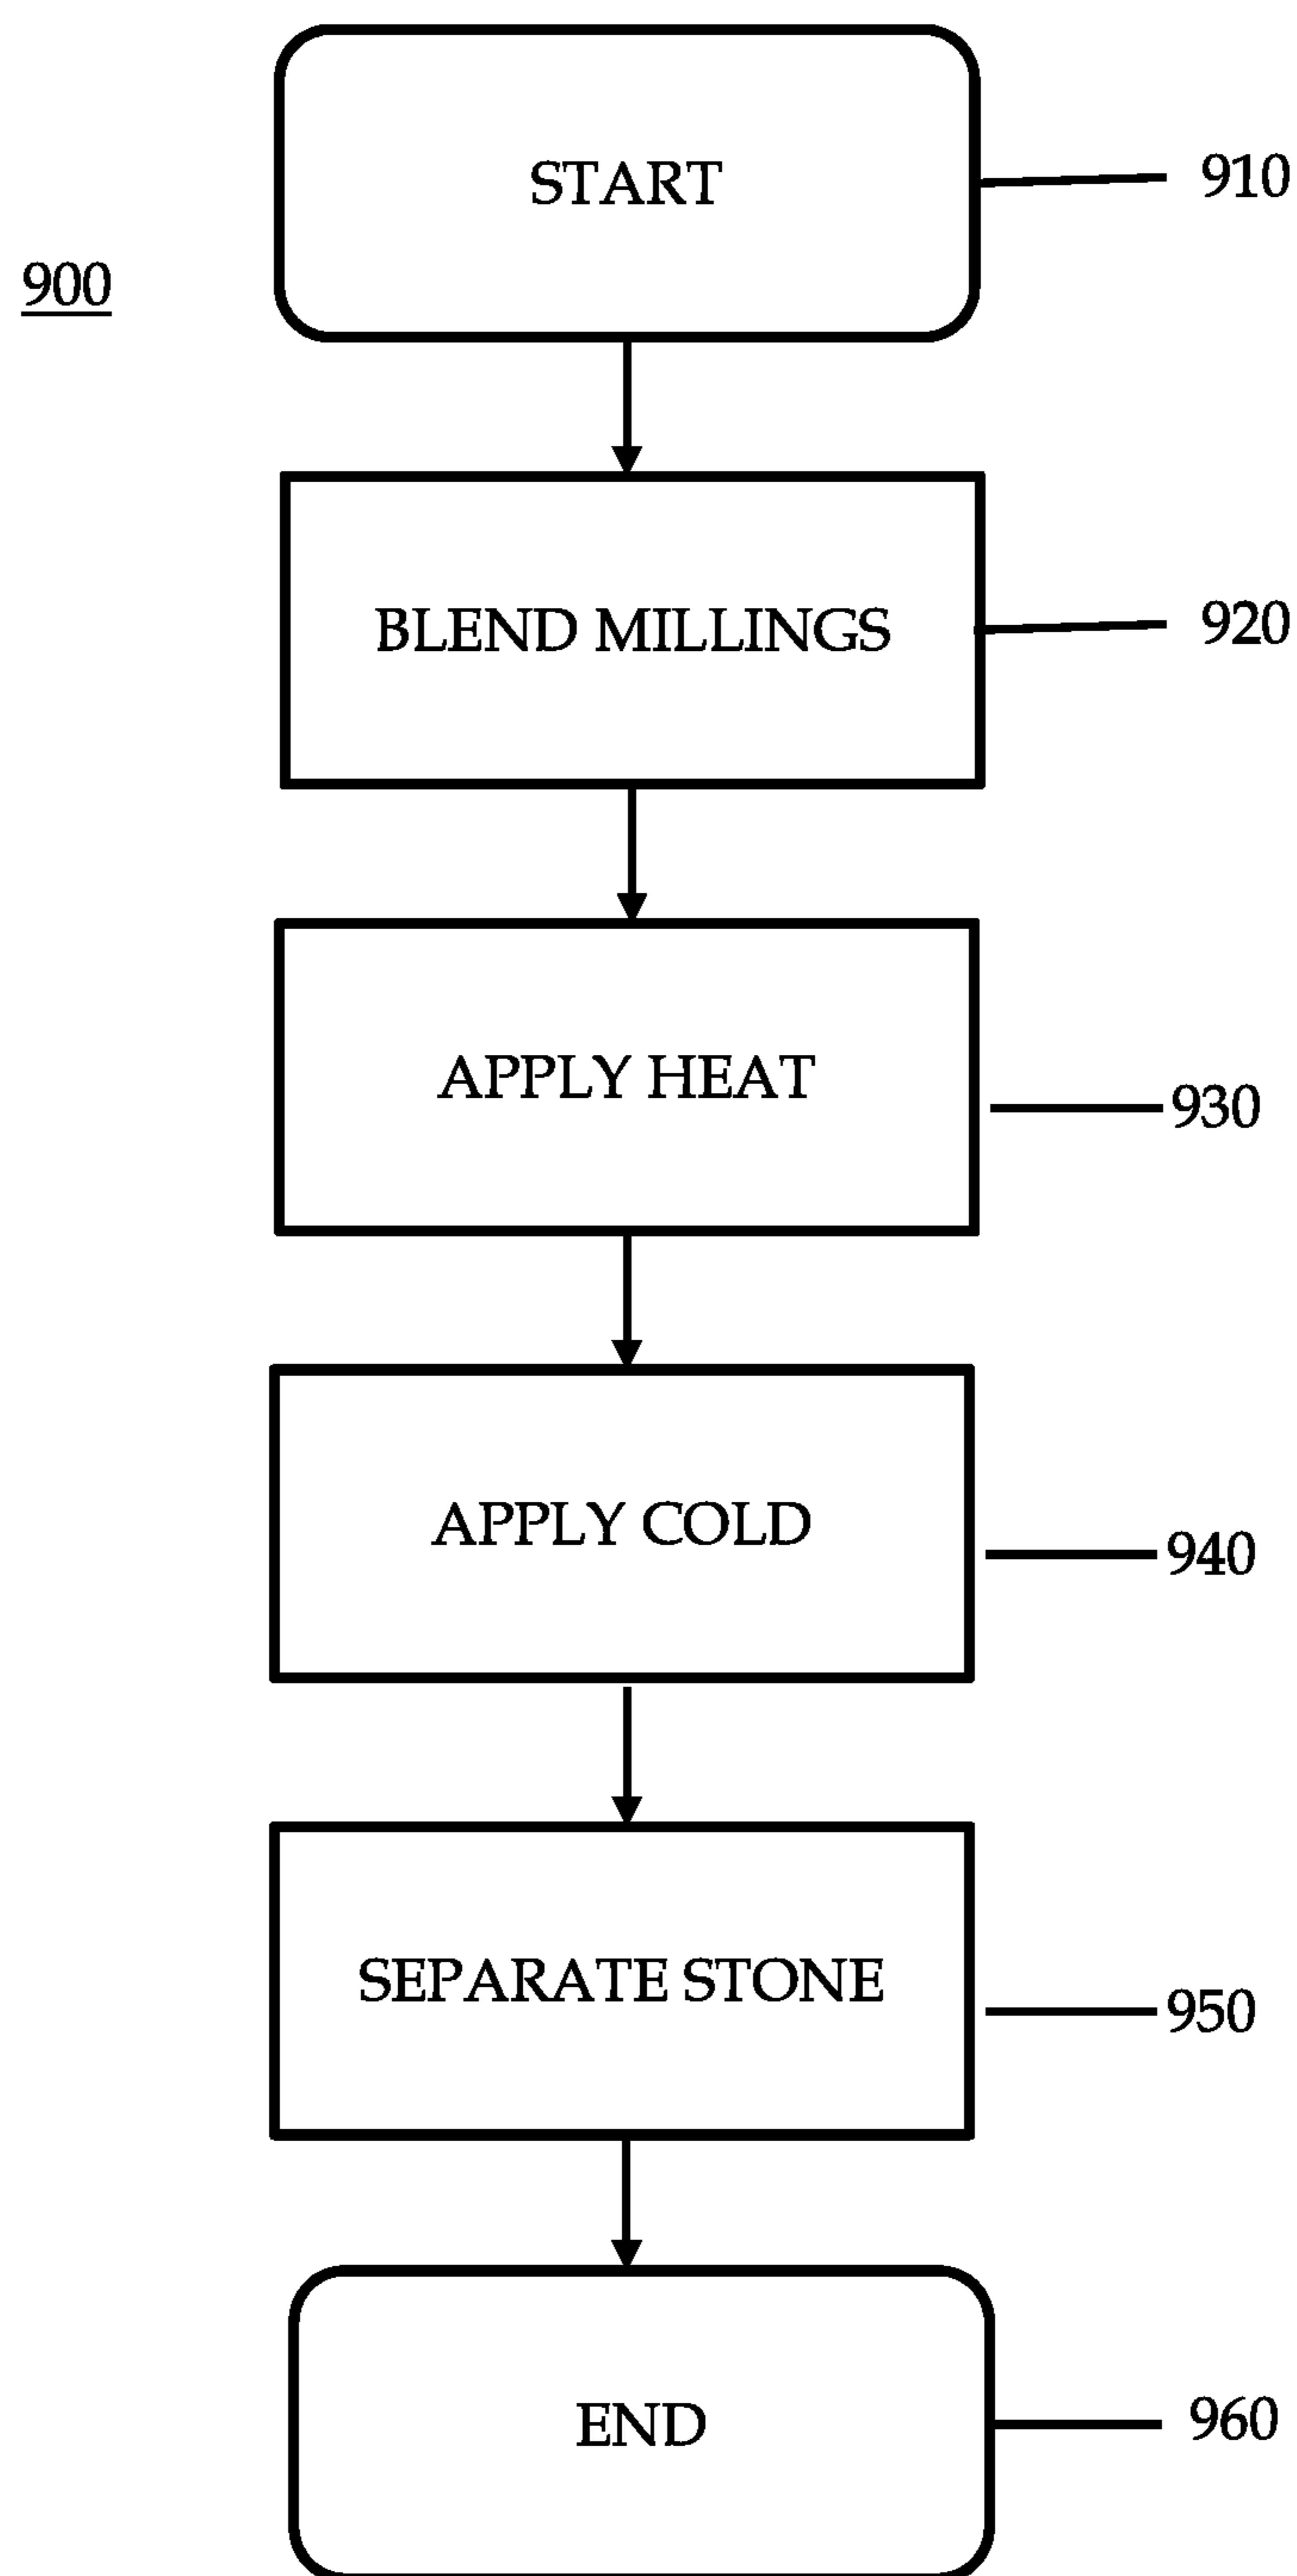 START
910
900
BLEND MILLINGS
920
APPLY HEAT
930
APPLY COLD
940
SEPARATE STONE
950
END
960